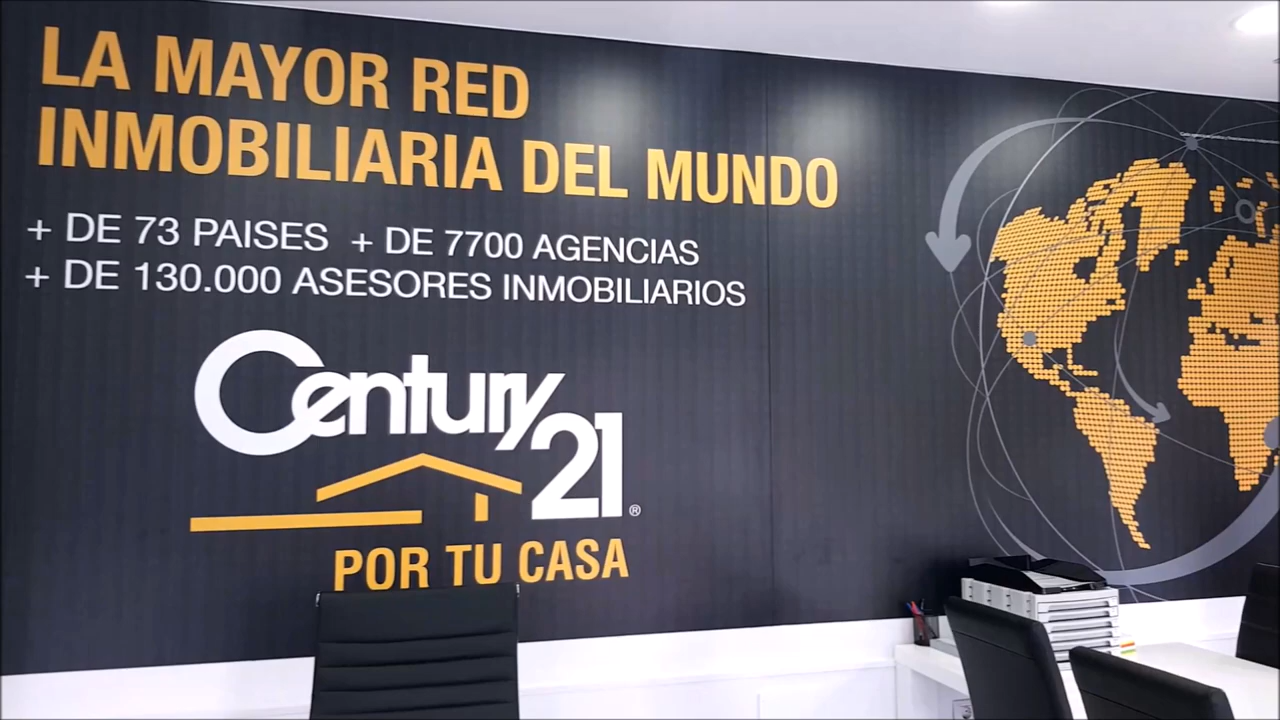 LA MAYOR RED
INMOBILIARIA DEL MUNDO
+ DE 73 PAISES + DE 7700 AGENCIAS
+ DE 130.000 ASESORES INMOBILIARIOS
Century
21®
POR TU CASA